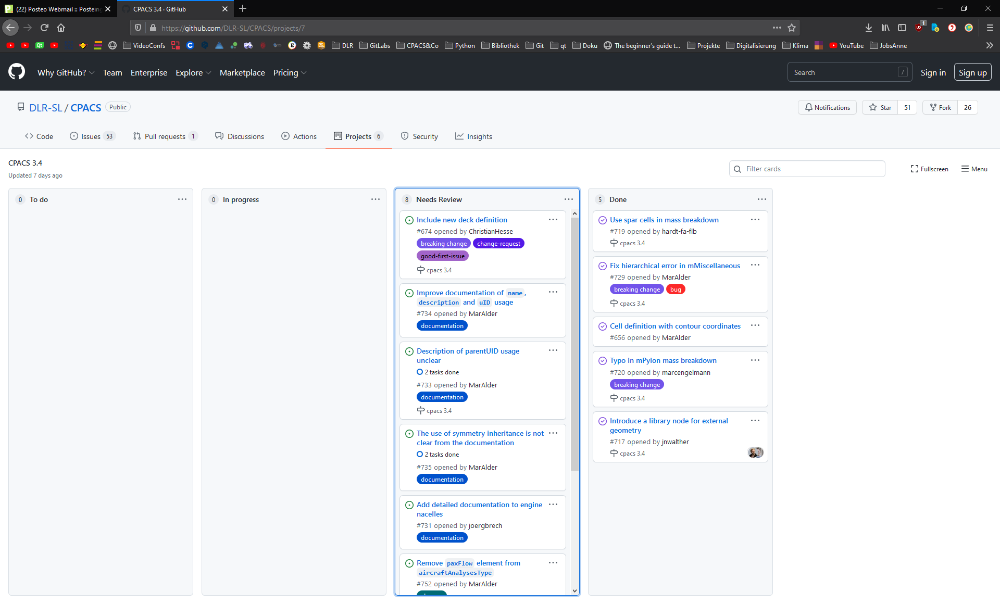 (22) Posteo Webmail :: Posteing
CPACS 3.4 · GitHub
https://github.com/DLR-SL/CPACS/projects/7
1
VideoConfs
DLR
GitLabs
CPACS&Co
Python
Bibliothek
Git
qt
Doku
The beginner's guide t...
Projekte
Digitalisierung
Klima
YouTube
JobsAnne
Why GitHub?
Team
Enterprise
Explore
Marketplace
Pricing
Search /
Sign in
Sign up
DLR-SL / CPACS Public
Notifications
Star 51
Fork 26
Code
Issues 53
Pull requests 1
Discussions
Actions
Projects 6
Security
Insights
CPACS 3.4
Updated 7 days ago
Filter cards
Fullscreen
Menu
0 To do
0 In progress
8 Needs Review
Include new deck definition
#674 opened by ChristianHesse
breaking change change-request
good-first-issue
cpacs 3.4
Improve documentation of name,
description and uID usage
#734 opened by MarAlder
documentation
Description of parentUID usage
unclear
2 tasks done
#733 opened by MarAlder
documentation
cpacs 3.4
The use of symmetry inheritance is not
clear from the documentation
2 tasks done
#735 opened by MarAlder
documentation
Add detailed documentation to engine
nacelles
#731 opened by joergbrech
documentation
Remove paxFlow element from
aircraftAnalysesType
#752 opened by MarAlder
5 Done
Use spar cells in mass breakdown
#719 opened by hardt-fa-flb
cpacs 3.4
Fix hierarchical error in mMiscellaneous
#729 opened by MarAlder
breaking change bug
cpacs 3.4
Cell definition with contour coordinates
#656 opened by MarAlder
Typo in mPylon mass breakdown
#720 opened by marcengelmann
breaking change
cpacs 3.4
Introduce a library node for external
geometry
#717 opened by jnwalther
cpacs 3.4